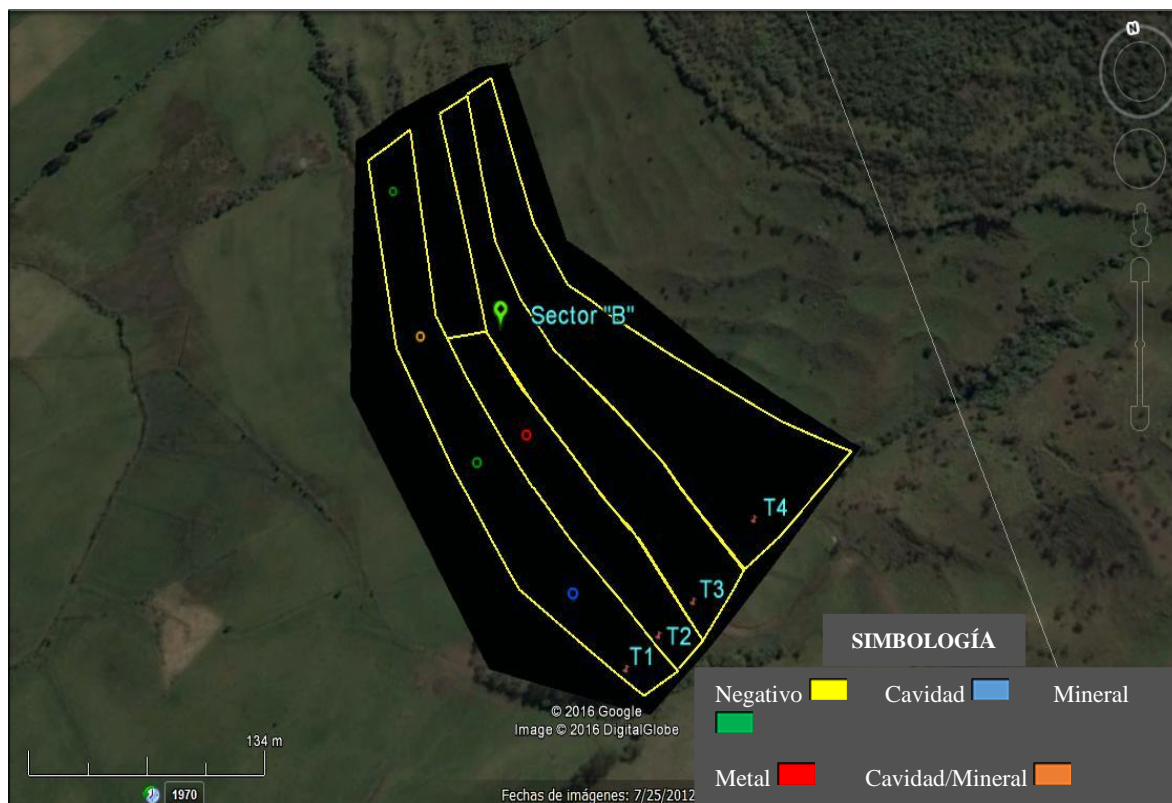 N
Sector "B"
T4
T3
T2
T1
© 2016 Google
Image © 2016 DigitalGlobe
134 m
1970
Fechas de imágenes: 7/25/2012
SIMBOLOGÍA
Negativo Cavidad Mineral
Metal Cavidad/Mineral